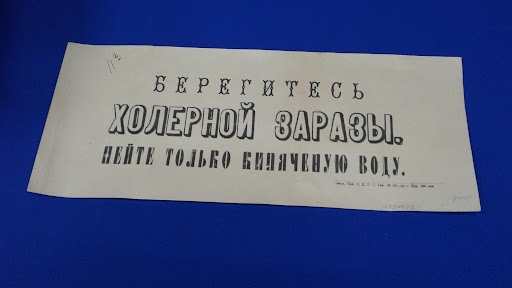 БЕРЕГИТЕСЬ
ХОЛЕРНОЙ ЗАРАЗЫ.
ПЕЙТЕ ТОЛЬКО КИПЯЧЕНУЮ ВОДУ.